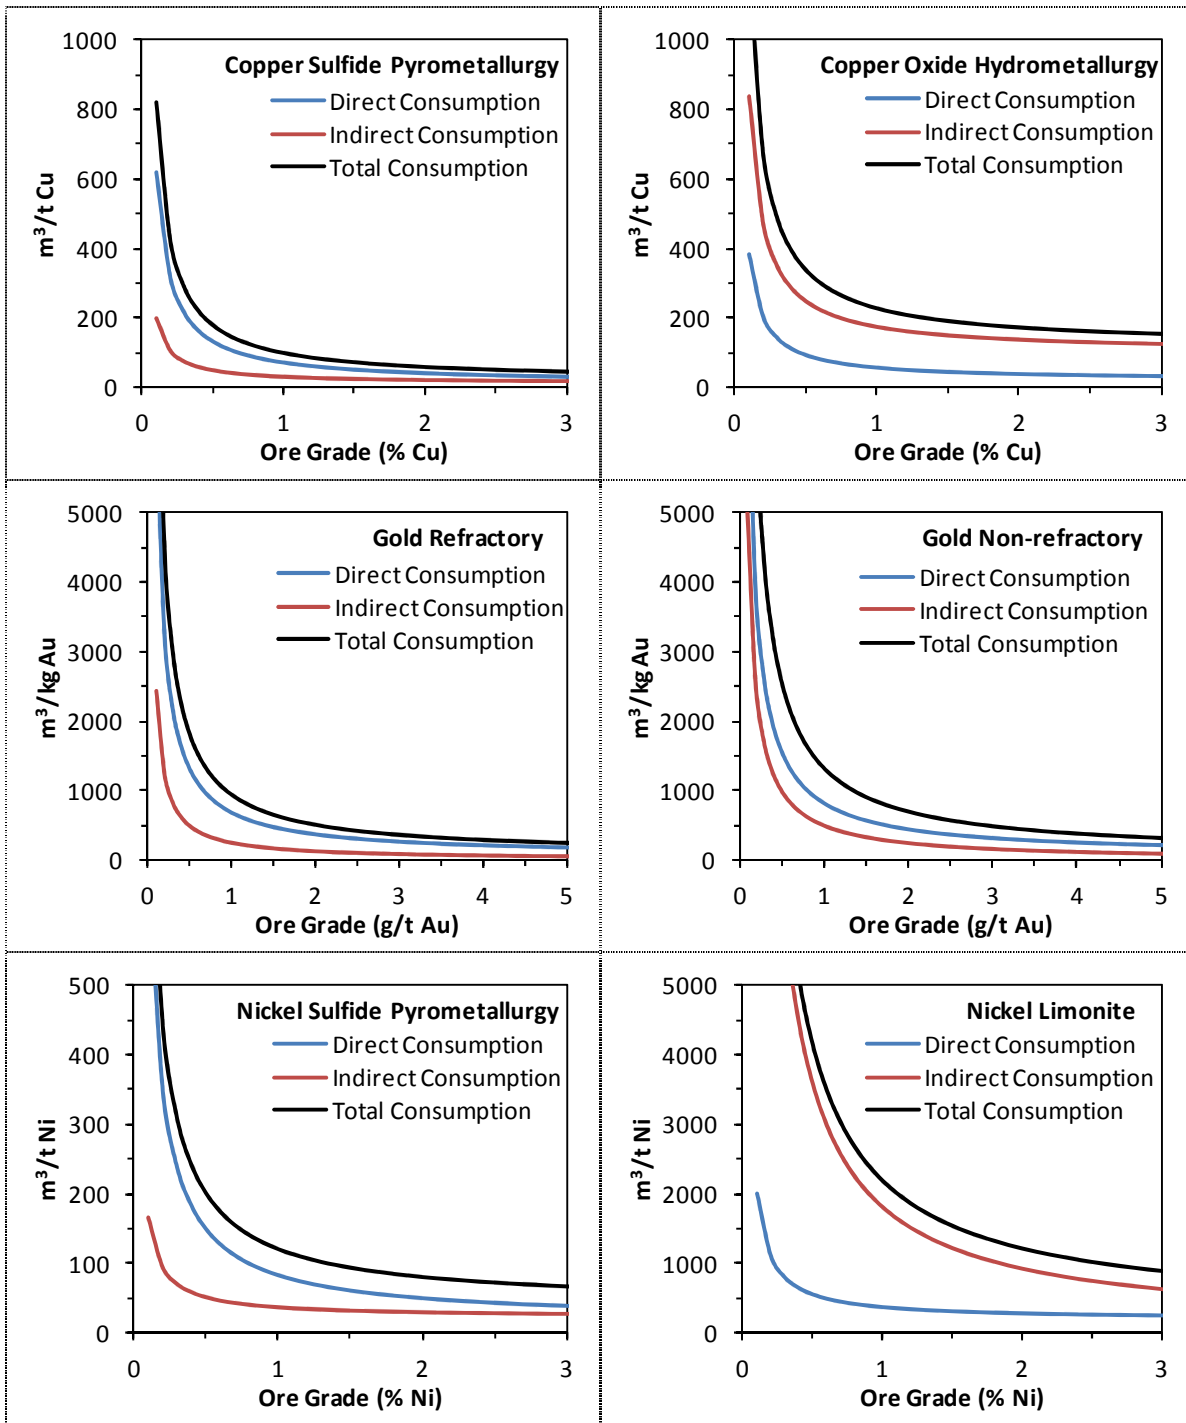 Copper Sulfide Pyrometallurgy
Direct Consumption
Indirect Consumption
Total Consumption
m³/t Cu
1000
800
600
400
200
0
0 1 2 3
Ore Grade (% Cu)
Copper Oxide Hydrometallurgy
Direct Consumption
Indirect Consumption
Total Consumption
m³/t Cu
1000
800
600
400
200
0
0 1 2 3
Ore Grade (% Cu)
Gold Refractory
Direct Consumption
Indirect Consumption
Total Consumption
m³/kg Au
5000
4000
3000
2000
1000
0
0 1 2 3 4 5
Ore Grade (g/t Au)
Gold Non-refractory
Direct Consumption
Indirect Consumption
Total Consumption
m³/kg Au
5000
4000
3000
2000
1000
0
0 1 2 3 4 5
Ore Grade (g/t Au)
Nickel Sulfide Pyrometallurgy
Direct Consumption
Indirect Consumption
Total Consumption
m³/t Ni
500
400
300
200
100
0
0 1 2 3
Ore Grade (% Ni)
Nickel Limonite
Direct Consumption
Indirect Consumption
Total Consumption
m³/t Ni
5000
4000
3000
2000
1000
0
0 1 2 3
Ore Grade (% Ni)